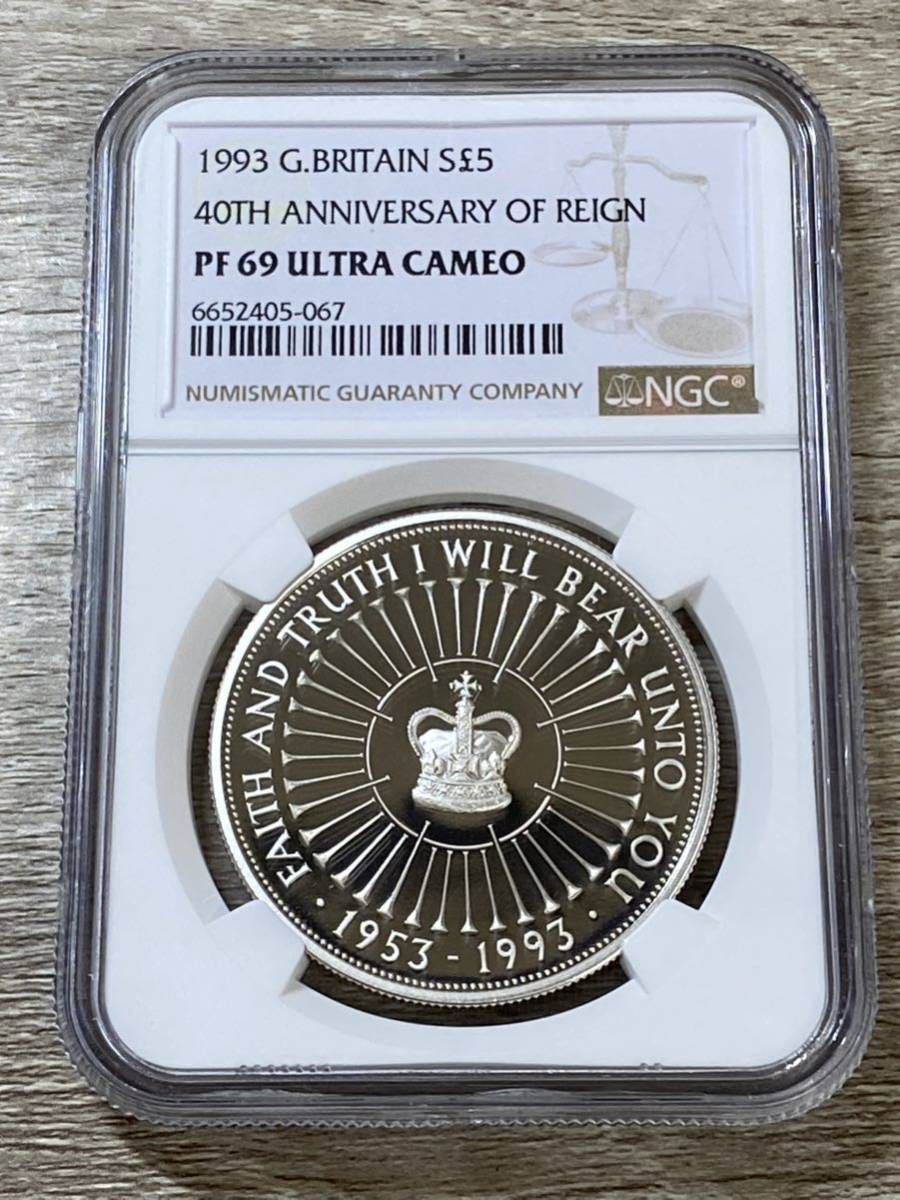 1993 G.BRITAIN S£5
40TH ANNIVERSARY OF REIGN
PF 69 ULTRA CAMEO
6652405-067
NUMISMATIC GUARANTY COMPANY
NGC®
FAITH AND TRUTH I WILL BEAR UNTO YOU
· 1953 - 1993 ·